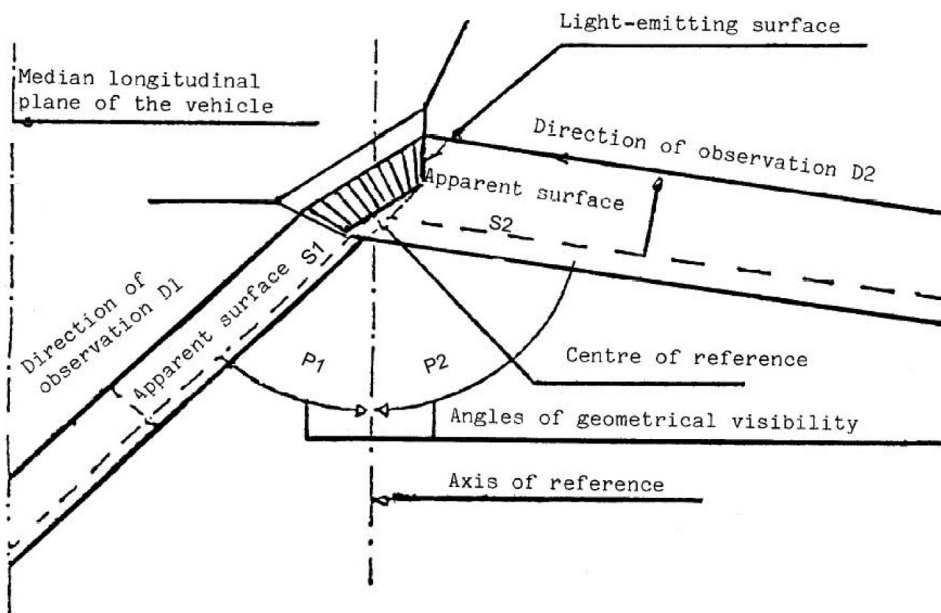 Light-emitting surface
Median longitudinal
plane of the vehicle
Direction of observation D2
Apparent surface
S2
Direction of
observation D1
Apparent surface S1
P1
P2
Centre of reference
Angles of geometrical visibility
Axis of reference